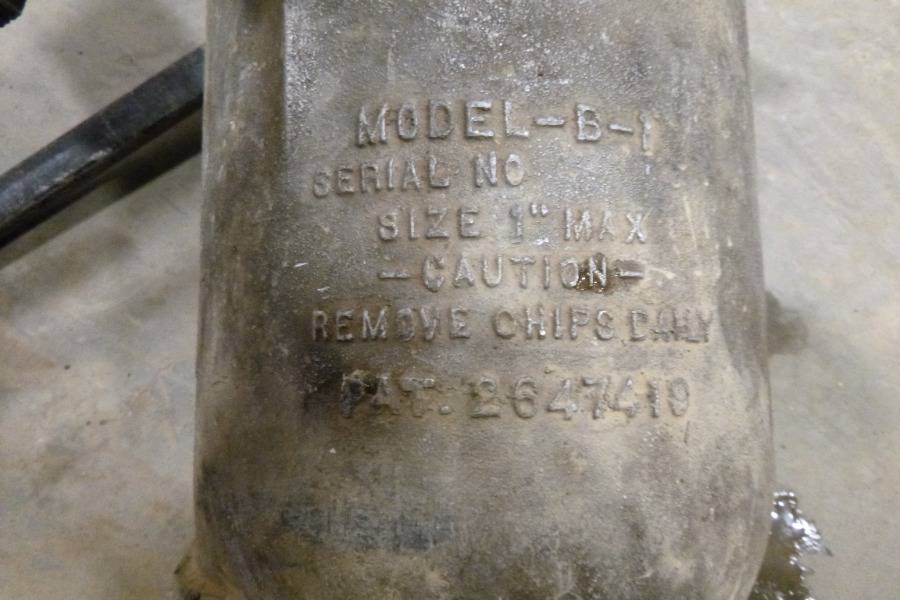 MODEL-B-1
SERIAL NO
SIZE 1" MAX
-CAUTION-
REMOVE CHIPS DAILY
PAT. 2647419